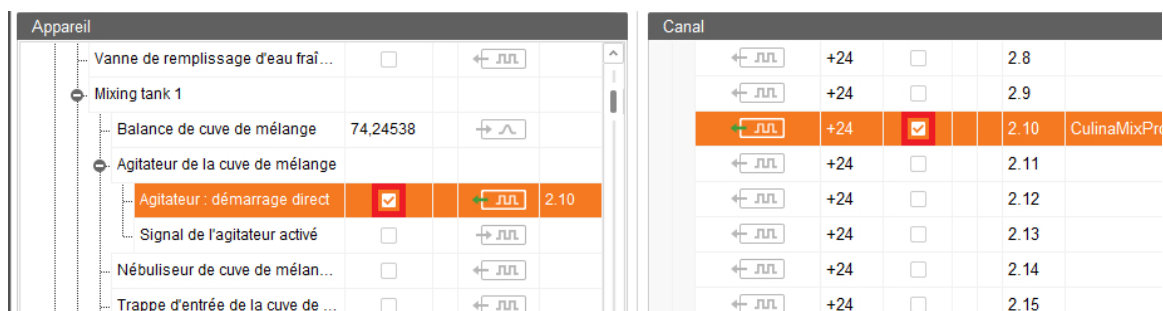 Appareil
Vanne de remplissage d'eau fraî...
Mixing tank 1
Balance de cuve de mélange 74,24538
Agitateur de la cuve de mélange
Agitateur : démarrage direct 2.10
Signal de l'agitateur activé
Nébuliseur de cuve de mélan...
Trappe d'entrée de la cuve de ...
Canal
+24 2.8
+24 2.9
+24 2.10 CulinaMixPro
+24 2.11
+24 2.12
+24 2.13
+24 2.14
+24 2.15